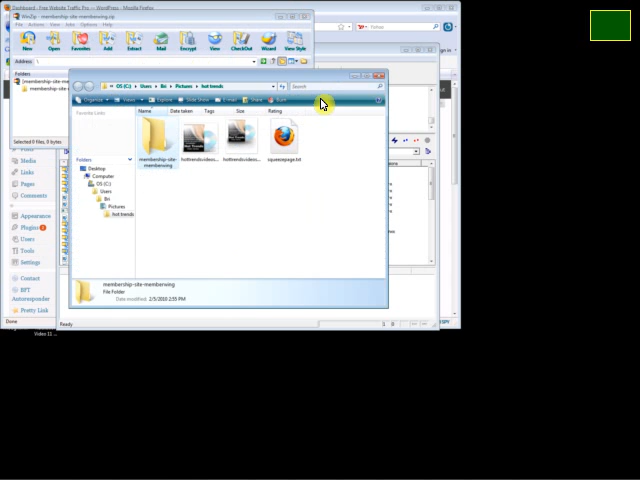 Dashboard - Free Website Traffic Pro — WordPress - Mozilla Firefox
WinZip - membership-site-memberwing.zip
File Actions View Jobs Options Help
New Open Favorites Add Extract Mail Encrypt View CheckOut Wizard View Style
Address \
Folders
[membership-site-
membership-s
Selected 0 files, 0 bytes
OS (C:) Users Bri Pictures hot trends
Search
Organize Views Explore Slide Show E-mail Share Burn
Favorite Links
Name Date taken Tags Size Rating
membership-site-memberwing
hottrendsvideos...
hottrendsvideos...
squeezepage.txt
Folders
Desktop
Computer
OS (C:)
Users
Bri
Pictures
hot trends
membership-site-memberwing
File Folder
Date modified: 2/5/2010 2:55 PM
Media
Links
Pages
Comments
Appearance
Plugins
Users
Tools
Settings
Contact
BFT
Autoresponder
Pretty Link
Done
Ready
Video 11 ...